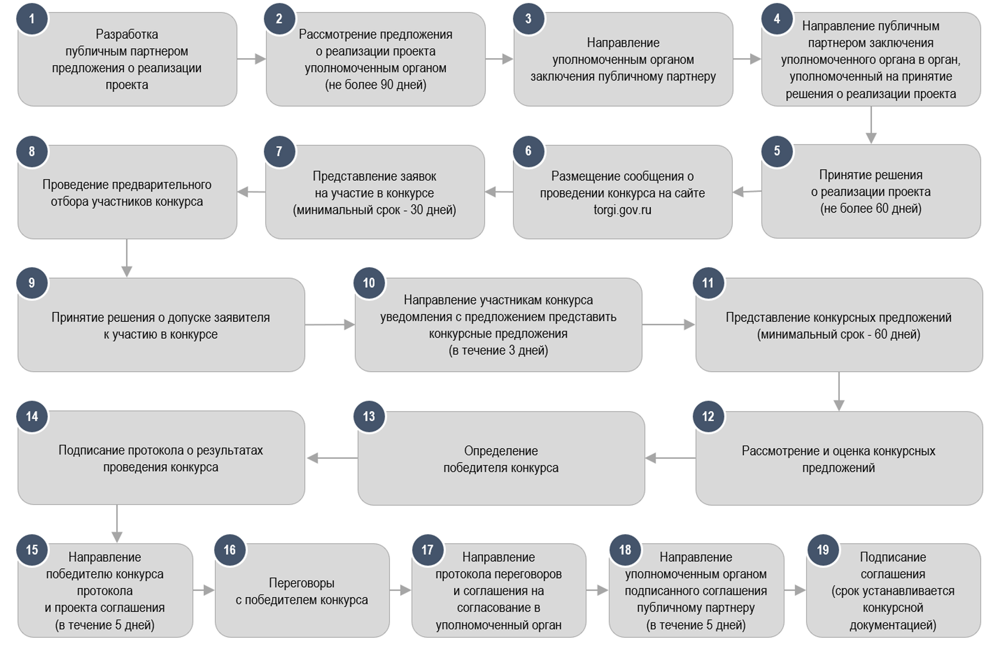 1
Разработка
публичным партнером
предложения о реализации
проекта
2
Рассмотрение предложения
о реализации проекта
уполномоченным органом
(не более 90 дней)
3
Направление
уполномоченным органом
заключения публичному партнеру
4
Направление публичным
партнером заключения
уполномоченного органа в орган,
уполномоченный на принятие
решения о реализации проекта
5
Принятие решения
о реализации проекта
(не более 60 дней)
6
Размещение сообщения о
проведении конкурса на сайте
torgi.gov.ru
7
Представление заявок
на участие в конкурсе
(минимальный срок - 30 дней)
8
Проведение предварительного
отбора участников конкурса
9
Принятие решения о допуске заявителя
к участию в конкурсе
10
Направление участникам конкурса
уведомления с предложением представить
конкурсные предложения
(в течение 3 дней)
11
Представление конкурсных предложений
(минимальный срок - 60 дней)
12
Рассмотрение и оценка конкурсных
предложений
13
Определение
победителя конкурса
14
Подписание протокола о результатах
проведения конкурса
15
Направление
победителю конкурса
протокола
и проекта соглашения
(в течение 5 дней)
16
Переговоры
с победителем конкурса
17
Направление
протокола переговоров
и соглашения на
согласование в
уполномоченный орган
18
Направление
уполномоченным органом
подписанного соглашения
публичному партнеру
(в течение 5 дней)
19
Подписание
соглашения
(срок устанавливается
конкурсной
документацией)